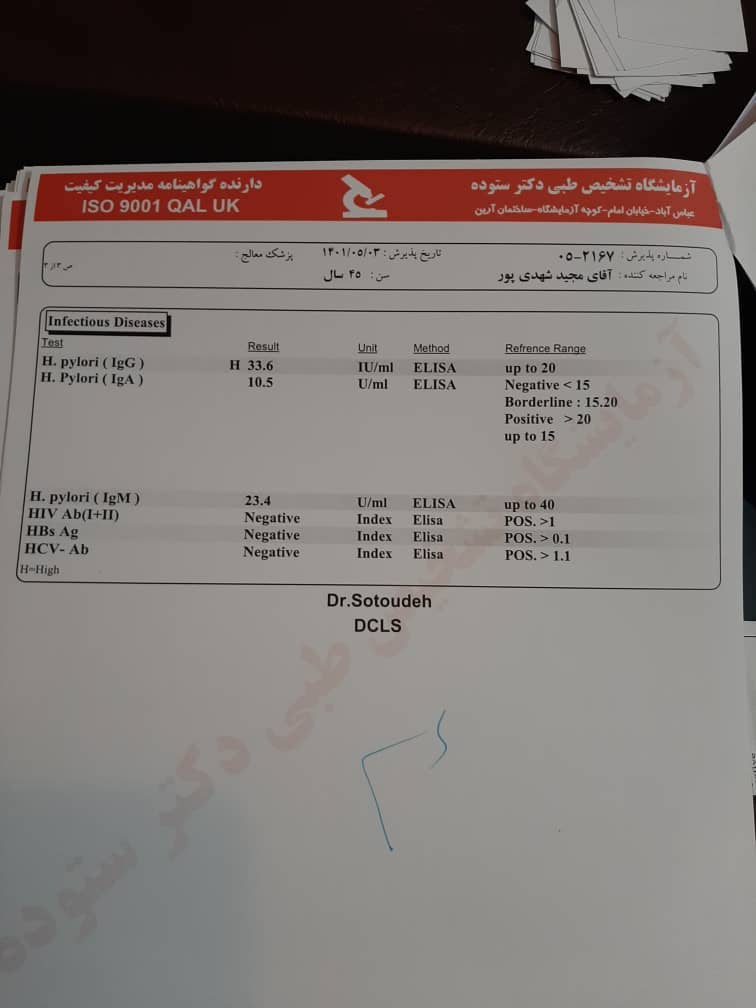 آزمایشگاه تشخیص طبی دکتر ستوده
عباس آباد-خیابان امام-کوچه آزمایشگاه-ساختمان آرین
دارنده گواهینامه مدیریت کیفیت
ISO 9001 QAL UK
شماره پذیرش : ۰۵-۲۱۶۷ تاریخ پذیرش : ۱۴۰۱/۰۵/۰۳ پزشک معالج :
نام مراجعه کننده : آقای مجید شهدی پور سن : ۴۵ سال ص ۳ از ۳
Infectious Diseases
Test Result Unit Method Refrence Range
H. pylori ( IgG ) H 33.6 IU/ml ELISA up to 20
H. Pylori ( IgA ) 10.5 U/ml ELISA Negative < 15
Borderline : 15.20
Positive > 20
up to 15
H. pylori ( IgM ) 23.4 U/ml ELISA up to 40
HIV Ab(I+II) Negative Index Elisa POS. >1
HBs Ag Negative Index Elisa POS. > 0.1
HCV- Ab Negative Index Elisa POS. > 1.1
H=High
Dr.Sotoudeh
DCLS
آزمایشگاه تشخیص طبی دکتر ستوده